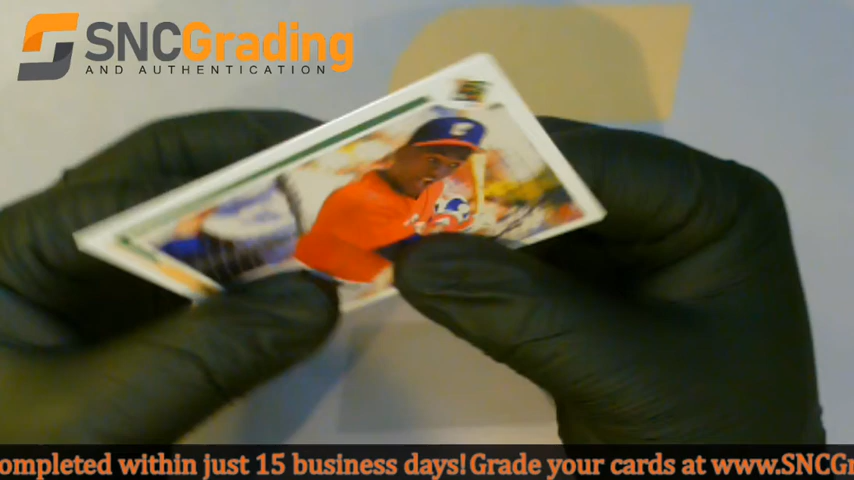 SNCGrading
AND AUTHENTICATION
ompleted within just 15 business days! Grade your cards at www.SNCGr